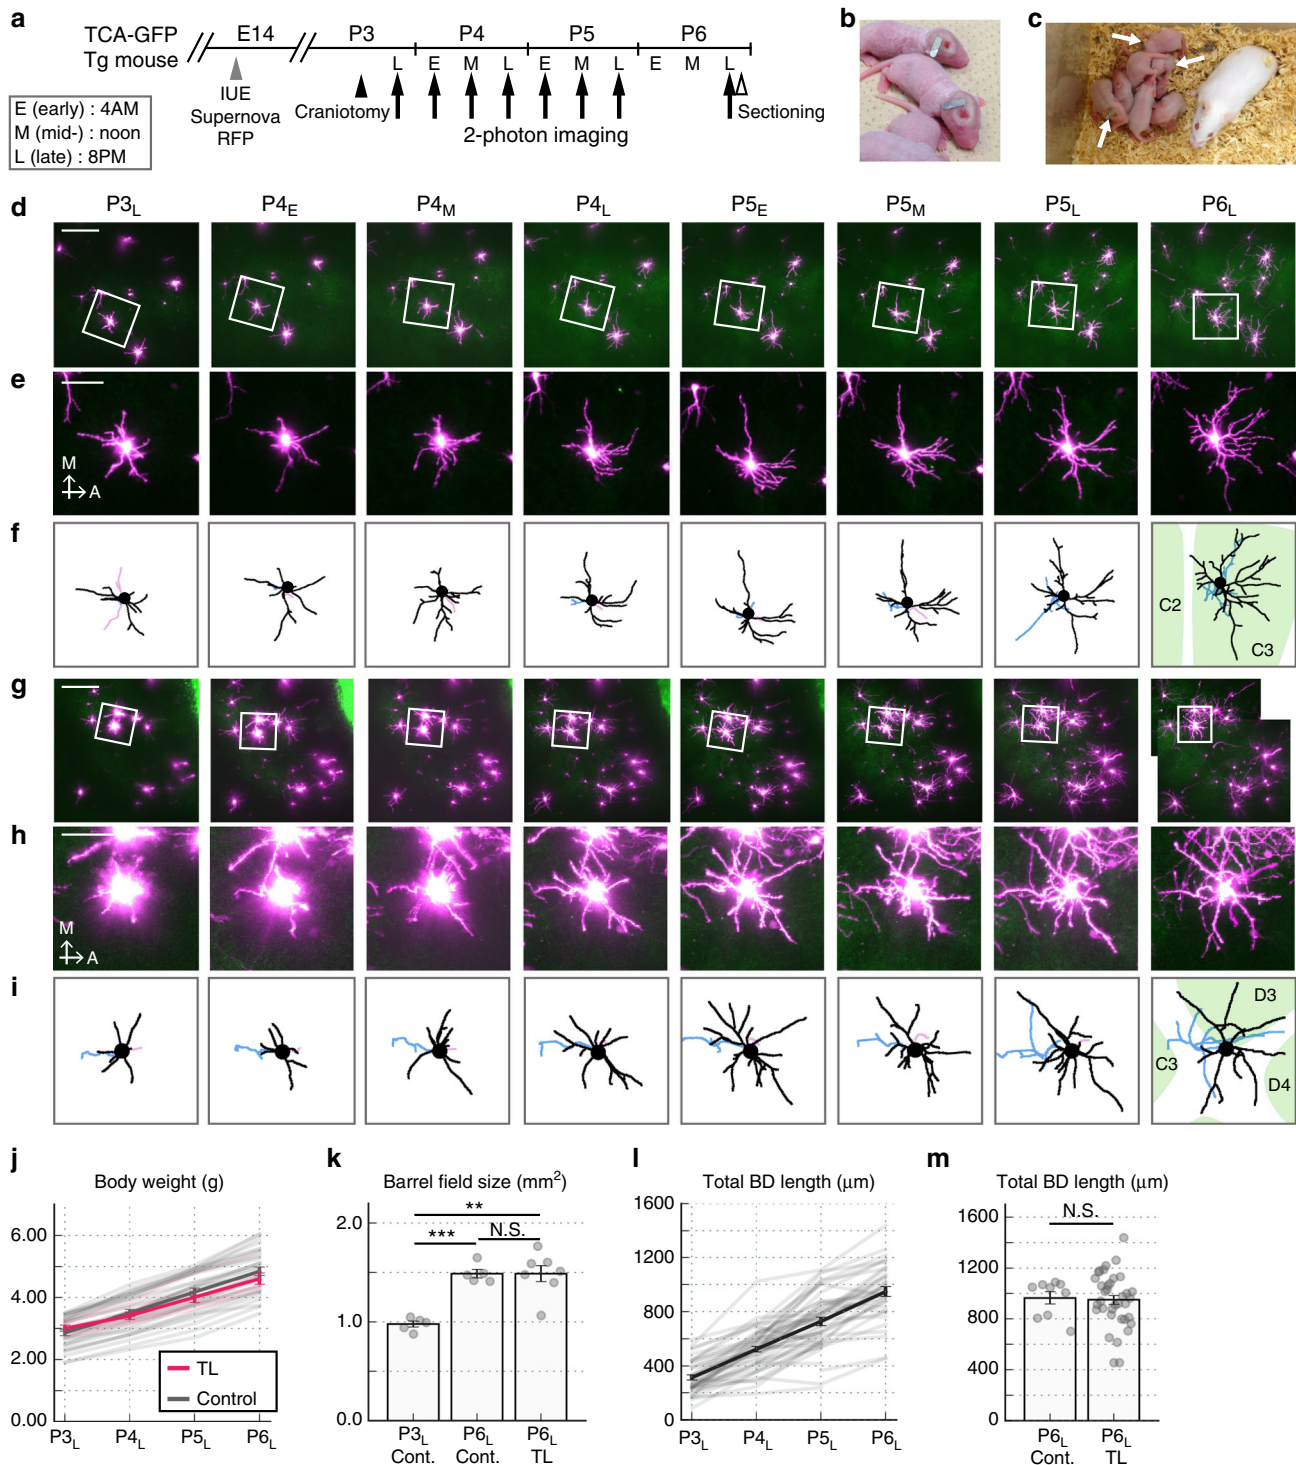 a
TCA-GFP
Tg mouse
E14 P3 P4 P5 P6
L E M L E M L E M L
IUE
Supernova
RFP
Craniotomy
2-photon imaging
Sectioning
E (early) : 4AM
M (mid-) : noon
L (late) : 8PM
b
c
d
P3L P4E P4M P4L P5E P5M P5L P6L
e
M
A
f
C2
C3
g
h
M
A
i
D3
C3
D4
j
Body weight (g)
6.00
4.00
2.00
0.00
TL
Control
P3L P4L P5L P6L
k
Barrel field size (mm²)
2.0
1.0
0.0
**
***
N.S.
P3L P6L P6L
Cont. Cont. TL
l
Total BD length (μm)
1600
1200
800
400
0
P3L P4L P5L P6L
m
Total BD length (μm)
1600
1200
800
400
0
N.S.
P6L P6L
Cont. TL